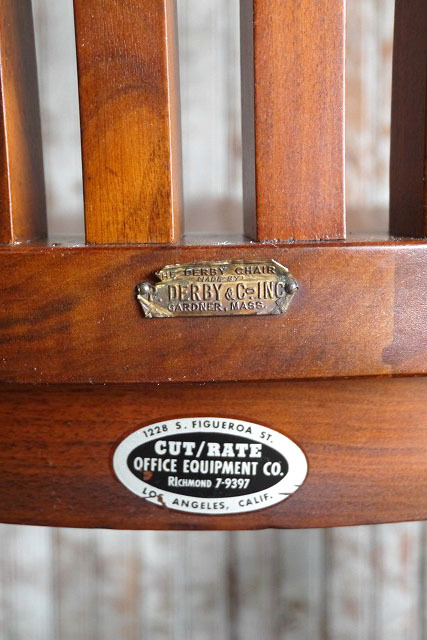 THE DERBY CHAIR
MADE BY
P. DERBY & Co. INC
GARDNER, MASS.
1228 S. FIGUEROA ST.
CUT/RATE
OFFICE EQUIPMENT CO.
RICHMOND 7-9397
LOS ANGELES, CALIF.